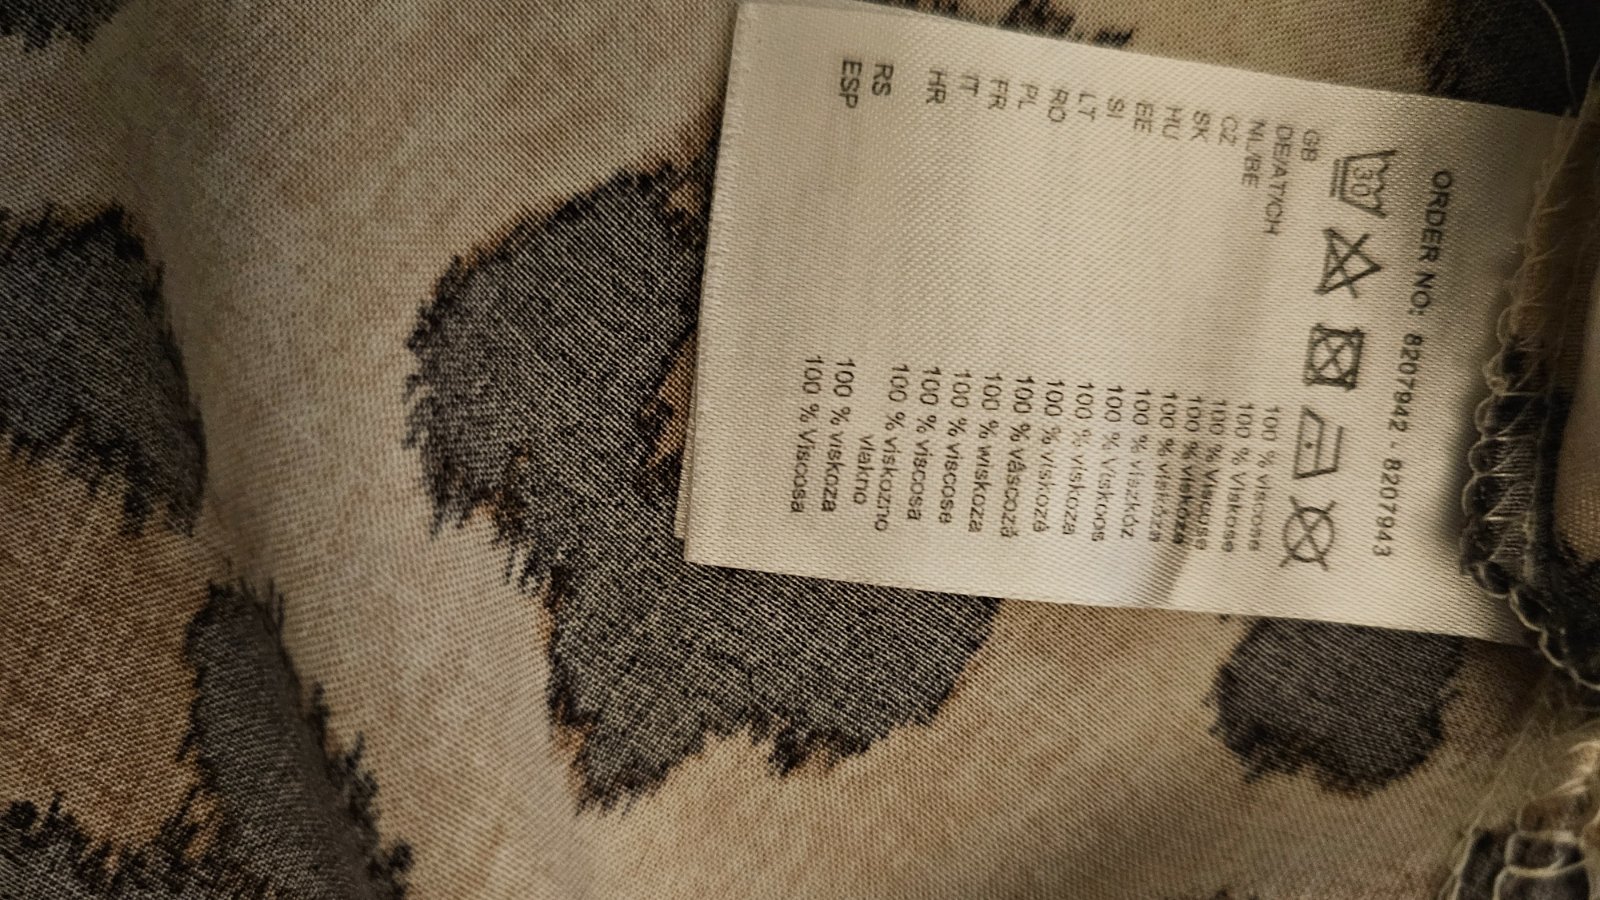 ORDER NO: 8207942 - 8207943
30
GB 100 % viscose
DE/AT/CH 100 % Viskose
NL/BE 100 % Viscose
CZ 100 % viskóza
SK 100 % viskóza
HU 100 % viszkóz
EE 100 % viskoos
SI 100 % viskoza
LT 100 % viskozė
RO 100 % vâscoză
PL 100 % wiskoza
FR 100 % viscose
IT 100 % viscosa
HR 100 % viskozno
vlakno
RS 100 % viskoza
ESP 100 % Viscosa